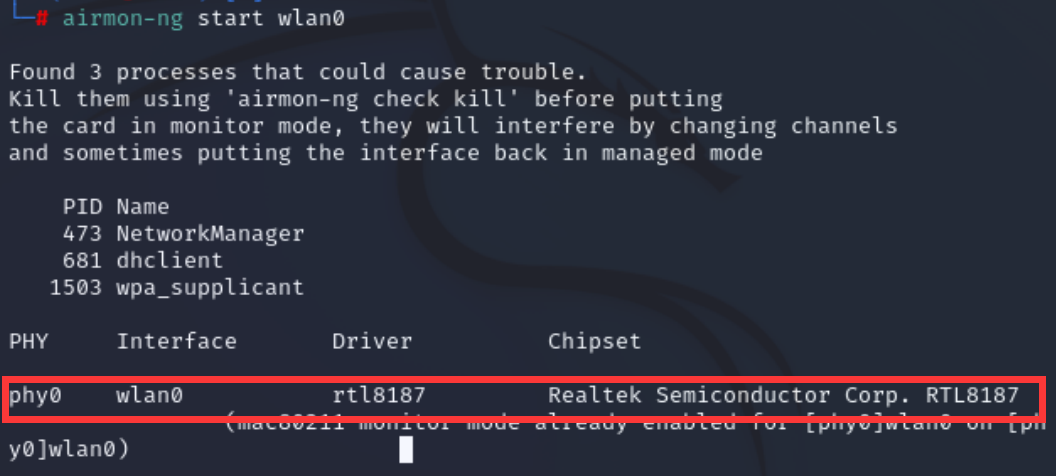 # airmon-ng start wlan0
Found 3 processes that could cause trouble.
Kill them using 'airmon-ng check kill' before putting
the card in monitor mode, they will interfere by changing channels
and sometimes putting the interface back in managed mode
PID Name
473 NetworkManager
681 dhclient
1503 wpa_supplicant
PHY Interface Driver Chipset
phy0 wlan0 rtl8187 Realtek Semiconductor Corp. RTL8187
(mac80211 monitor mode already enabled for [phy0]wlan0 on [ph
y0]wlan0)